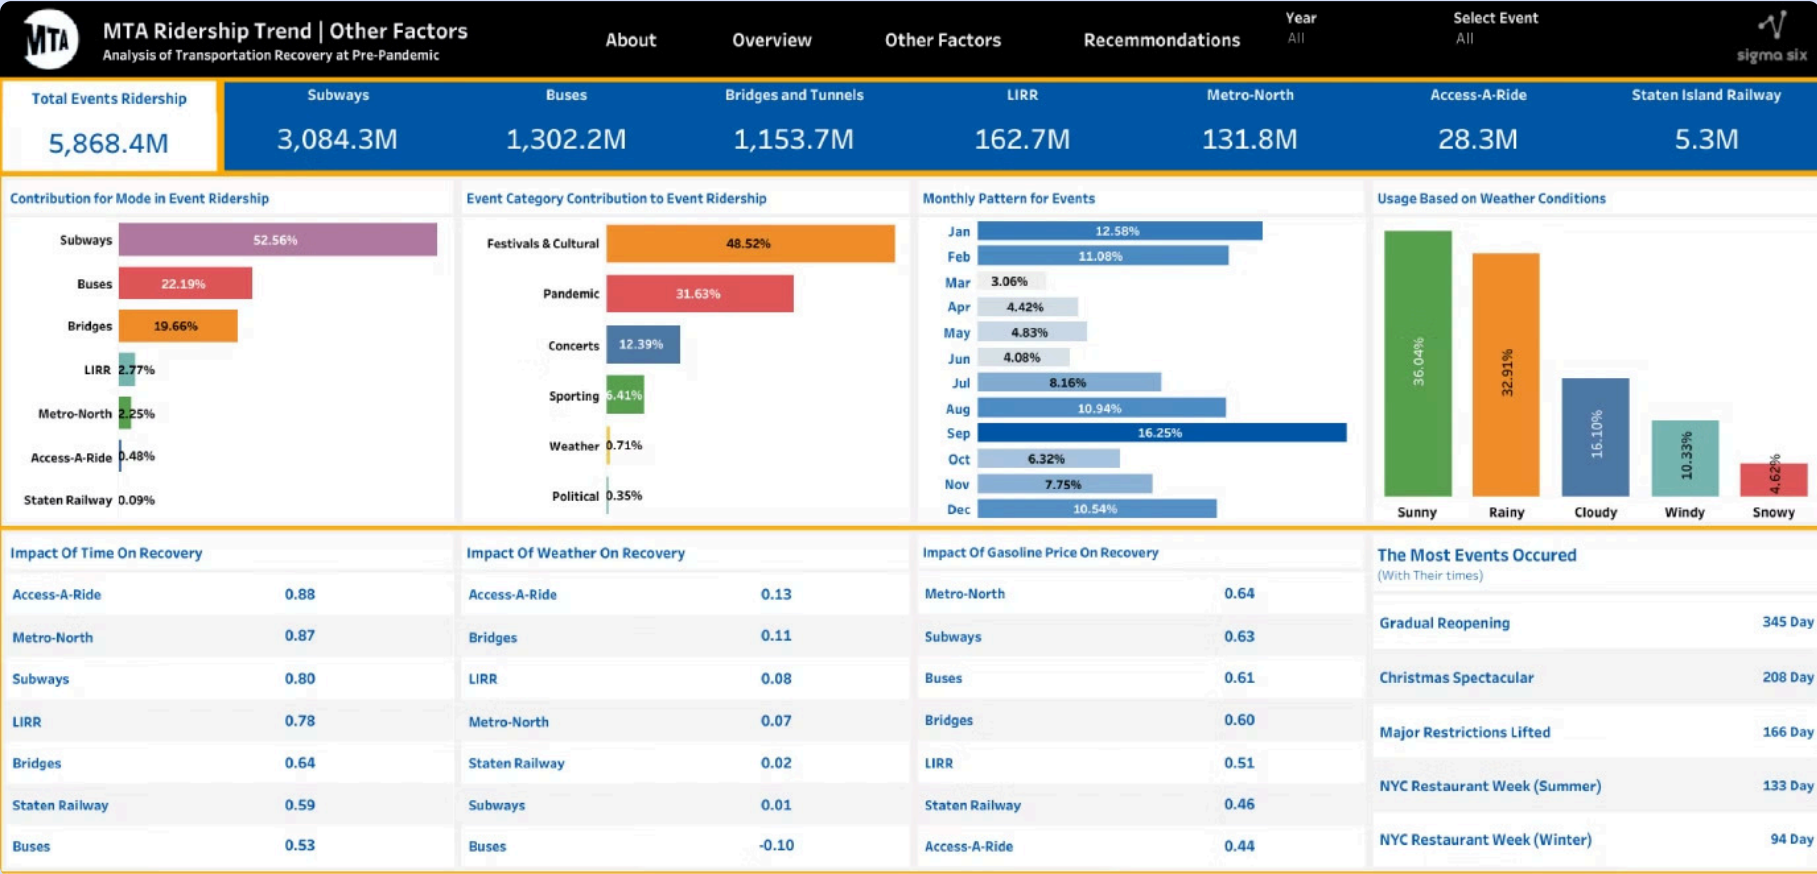 MTA
MTA Ridership Trend | Other Factors
Analysis of Transportation Recovery at Pre-Pandemic
About
Overview
Other Factors
Recemmondations
Year
All
Select Event
All
sigma six
Total Events Ridership
5,868.4M
Subways
3,084.3M
Buses
1,302.2M
Bridges and Tunnels
1,153.7M
LIRR
162.7M
Metro-North
131.8M
Access-A-Ride
28.3M
Staten Island Railway
5.3M
Contribution for Mode in Event Ridership
Subways 52.56%
Buses 22.19%
Bridges 19.66%
LIRR 2.77%
Metro-North 2.25%
Access-A-Ride 0.48%
Staten Railway 0.09%
Event Category Contribution to Event Ridership
Festivals & Cultural 48.52%
Pandemic 31.63%
Concerts 12.39%
Sporting 6.41%
Weather 0.71%
Political 0.35%
Monthly Pattern for Events
Jan 12.58%
Feb 11.08%
Mar 3.06%
Apr 4.42%
May 4.83%
Jun 4.08%
Jul 8.16%
Aug 10.94%
Sep 16.25%
Oct 6.32%
Nov 7.75%
Dec 10.54%
Usage Based on Weather Conditions
36.04%
32.91%
16.10%
10.33%
4.62%
Sunny Rainy Cloudy Windy Snowy
Impact Of Time On Recovery
Access-A-Ride 0.88
Metro-North 0.87
Subways 0.80
LIRR 0.78
Bridges 0.64
Staten Railway 0.59
Buses 0.53
Impact Of Weather On Recovery
Access-A-Ride 0.13
Bridges 0.11
LIRR 0.08
Metro-North 0.07
Staten Railway 0.02
Subways 0.01
Buses -0.10
Impact Of Gasoline Price On Recovery
Metro-North 0.64
Subways 0.63
Buses 0.61
Bridges 0.60
LIRR 0.51
Staten Railway 0.46
Access-A-Ride 0.44
The Most Events Occured
(With Their times)
Gradual Reopening 345 Day
Christmas Spectacular 208 Day
Major Restrictions Lifted 166 Day
NYC Restaurant Week (Summer) 133 Day
NYC Restaurant Week (Winter) 94 Day